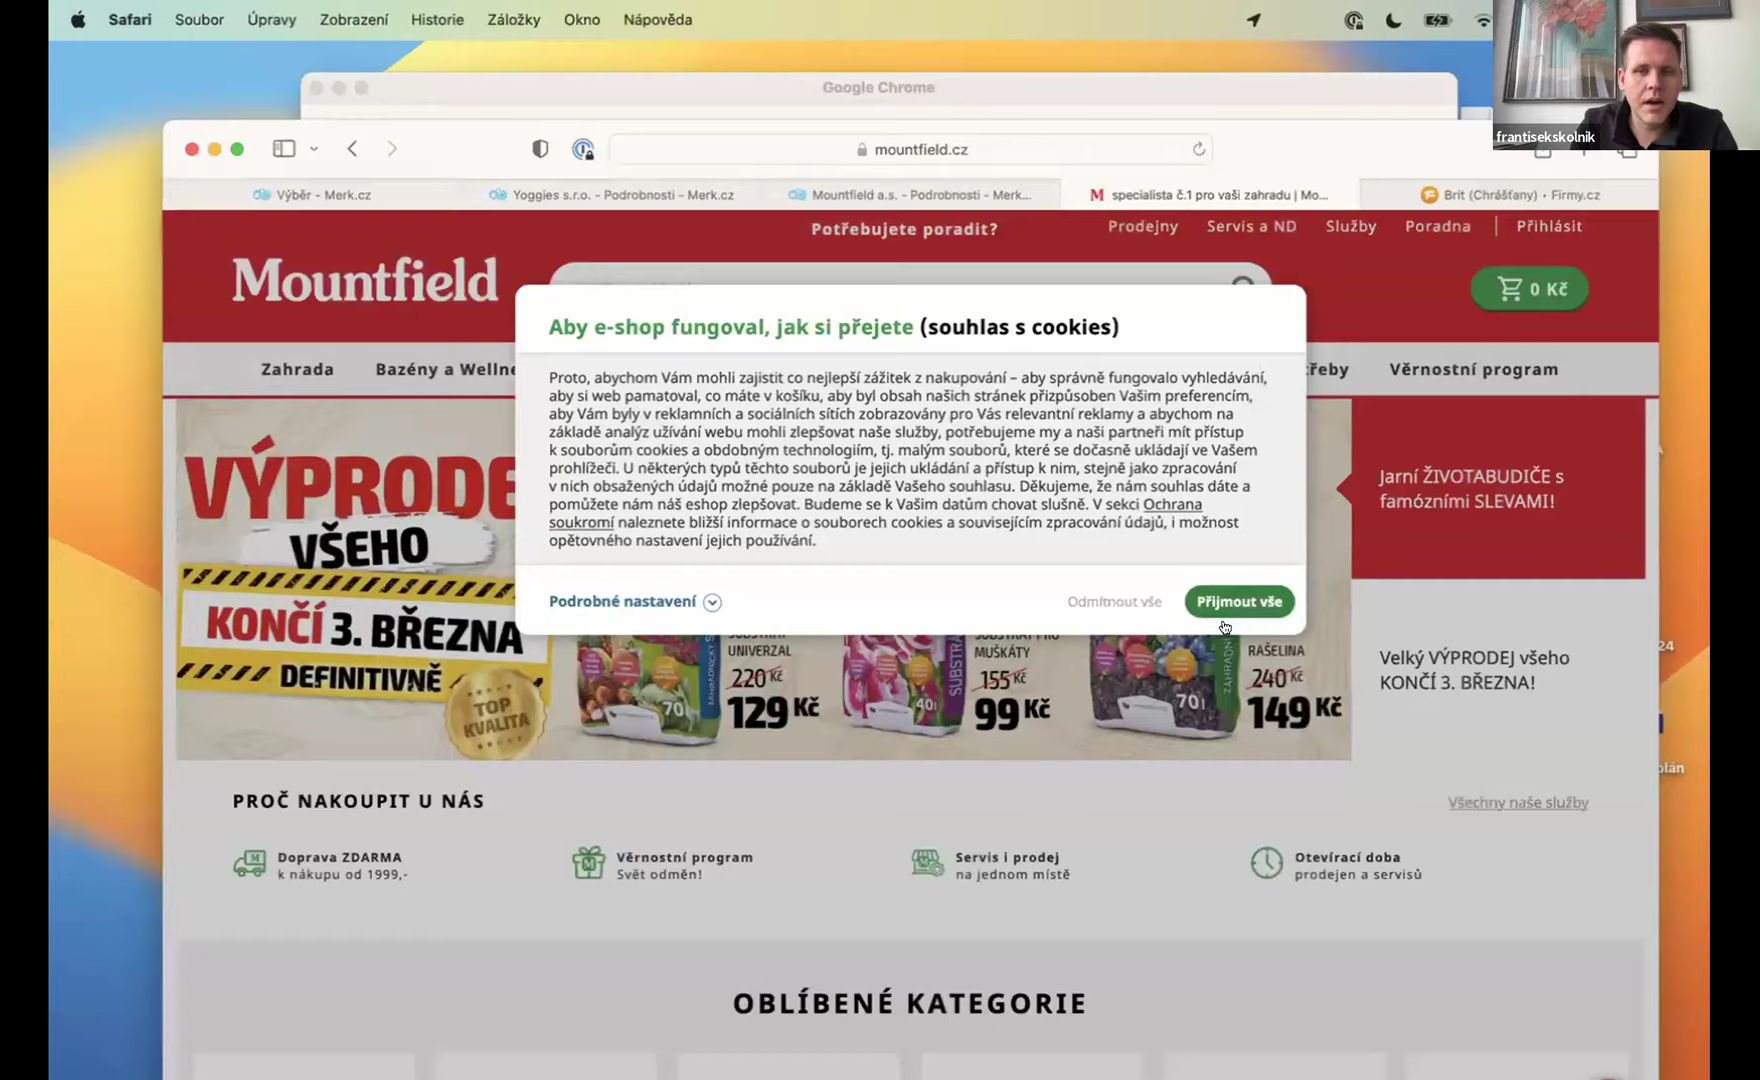 Safari Soubor Úpravy Zobrazení Historie Záložky Okno Nápověda
Google Chrome
frantisekskolnik
mountfield.cz
Výběr - Merk.cz
Yoggies s.r.o. - Podrobnosti - Merk.cz
Mountfield a.s. - Podrobnosti - Merk...
specialista č.1 pro vaši zahradu | Mo...
Brit (Chrášťany) • Firmy.cz
Potřebujete poradit?
Prodejny Servis a ND Služby Poradna | Přihlásit
Mountfield
0 Kč
Zahrada Bazény a Wellne
řeby Věrnostní program
Aby e-shop fungoval, jak si přejete (souhlas s cookies)
Proto, abychom Vám mohli zajistit co nejlepší zážitek z nakupování – aby správně fungovalo vyhledávání,
aby si web pamatoval, co máte v košíku, aby byl obsah našich stránek přizpůsoben Vašim preferencím,
aby Vám byly v reklamních a sociálních sítích zobrazovány pro Vás relevantní reklamy a abychom na
základě analýz užívání webu mohli zlepšovat naše služby, potřebujeme my a naši partneři mít přístup
k souborům cookies a obdobným technologiím, tj. malým souborů, které se dočasně ukládají ve Vašem
prohlížeči. U některých typů těchto souborů je jejich ukládání a přístup k nim, stejně jako zpracování
v nich obsažených údajů možné pouze na základě Vašeho souhlasu. Děkujeme, že nám souhlas dáte a
pomůžete nám náš eshop zlepšovat. Budeme se k Vašim datům chovat slušně. V sekci Ochrana
soukromí naleznete bližší informace o souborech cookies a souvisejícím zpracování údajů, i možnost
opětovného nastavení jejich používání.
Podrobné nastavení
Odmítnout vše
Přijmout vše
VÝPRODE
VŠEHO
KONČÍ 3. BŘEZNA
DEFINITIVNĚ
TOP
KVALITA
SUBSTRÁT
UNIVERZAL
220 Kč
129 Kč
70l
SUBSTRÁT PRO
MUŠKÁTY
155 Kč
99 Kč
SUBSTRÁ
40l
RAŠELINA
240 Kč
149 Kč
70l
Jarní ŽIVOTABUDIČE s
famózními SLEVAMI!
Velký VÝPRODEJ všeho
KONČÍ 3. BŘEZNA!
24
plán
PROČ NAKOUPIT U NÁS
Všechny naše služby
Doprava ZDARMA
k nákupu od 1999,-
Věrnostní program
Svět odměn!
Servis i prodej
na jednom místě
Otevírací doba
prodejen a servisů
OBLÍBENÉ KATEGORIE